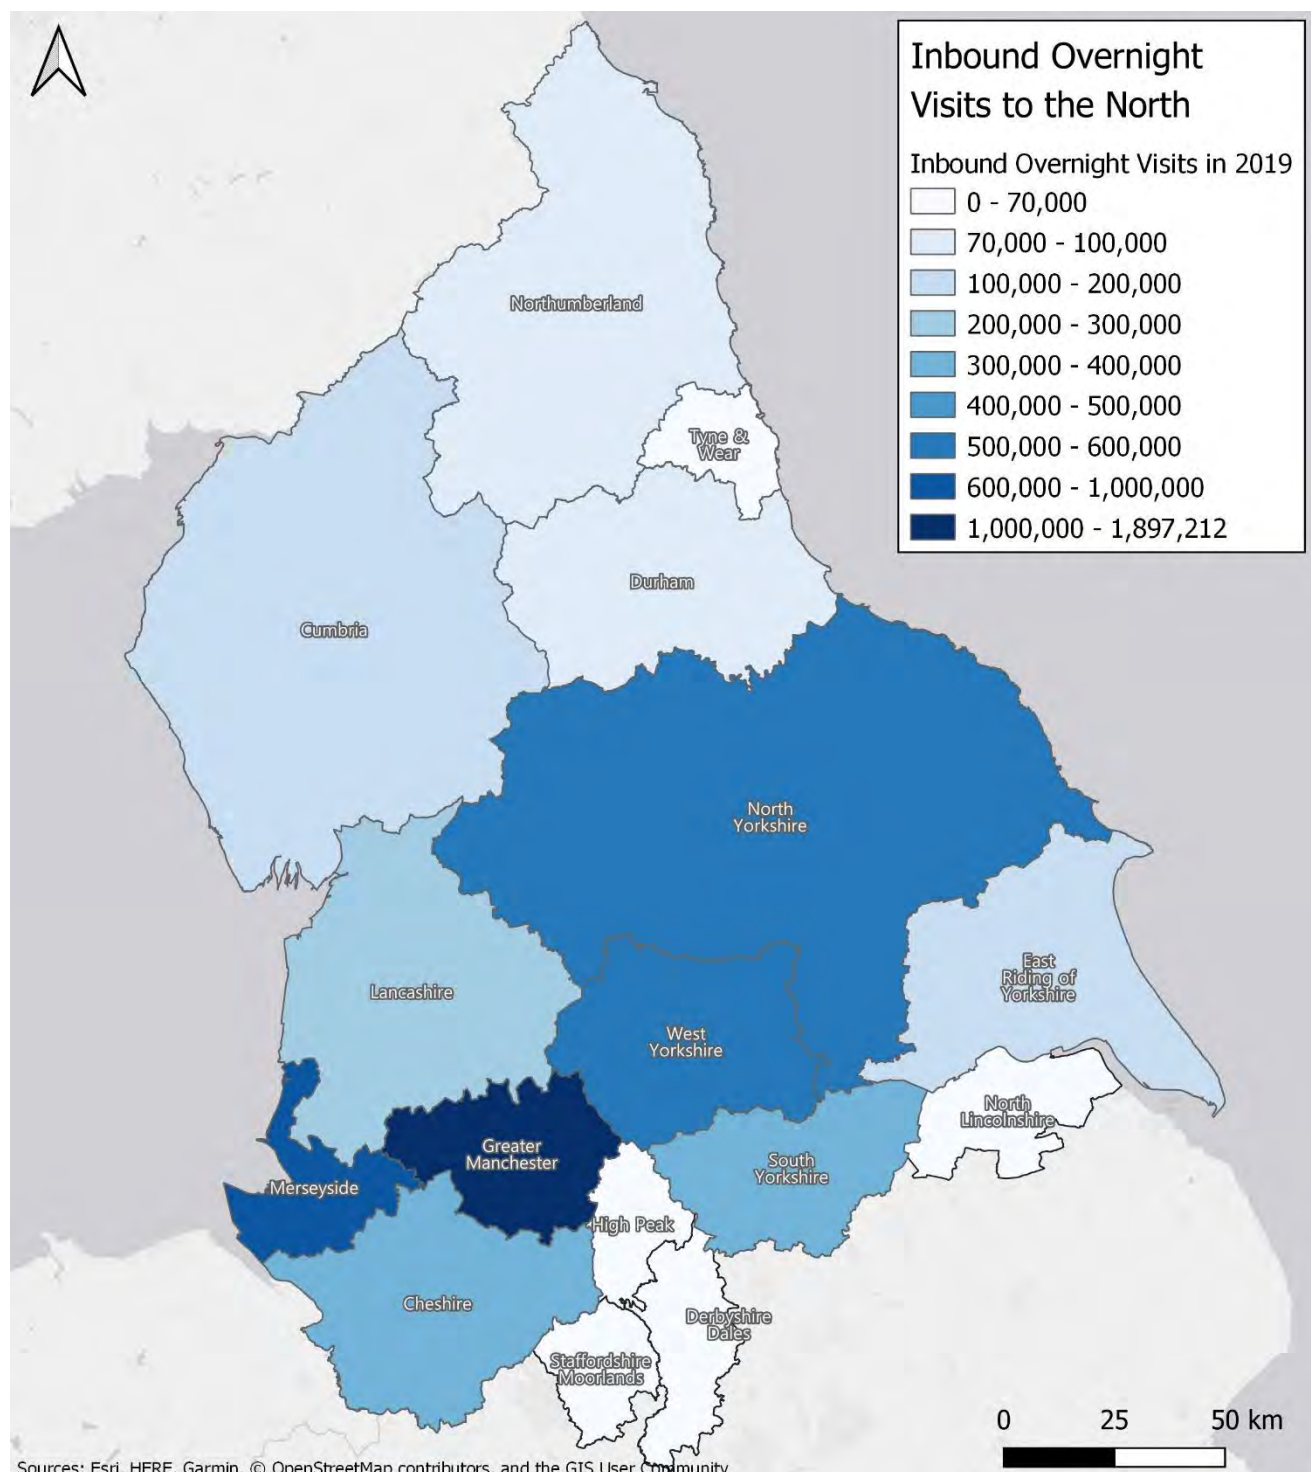 Inbound Overnight
Visits to the North
Inbound Overnight Visits in 2019
0 - 70,000
70,000 - 100,000
100,000 - 200,000
200,000 - 300,000
300,000 - 400,000
400,000 - 500,000
500,000 - 600,000
600,000 - 1,000,000
1,000,000 - 1,897,212
Northumberland
Tyne &
Wear
Durham
Cumbria
North
Yorkshire
East
Riding of
Yorkshire
Lancashire
West
Yorkshire
North
Lincolnshire
Greater
Manchester
South
Yorkshire
Merseyside
High Peak
Cheshire
Derbyshire
Dales
Staffordshire
Moorlands
0 25 50 km
Sources: Esri, HERE, Garmin, © OpenStreetMap contributors, and the GIS User Community